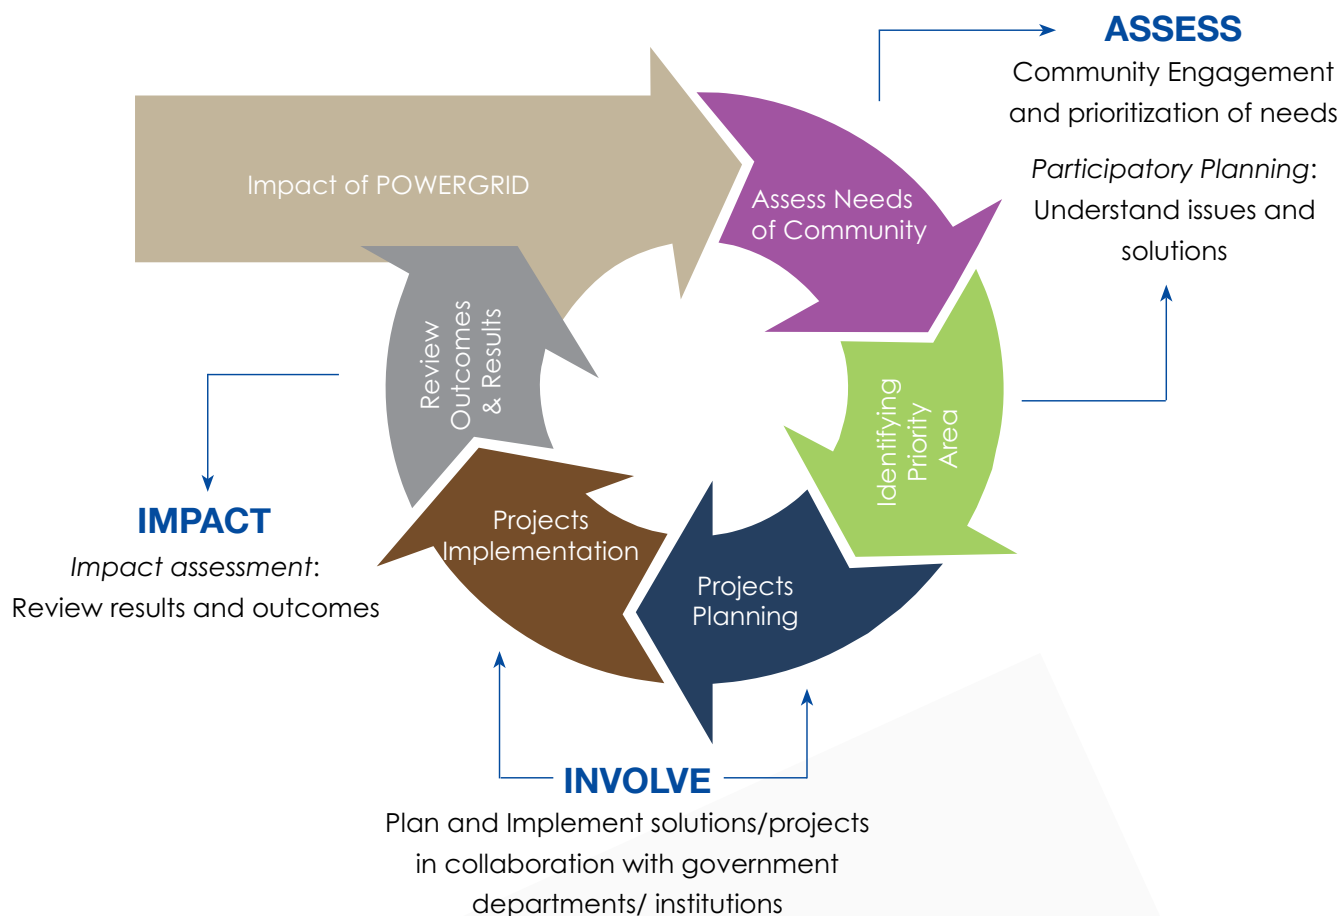 ASSESS
Community Engagement
and prioritization of needs
Participatory Planning:
Understand issues and
solutions
Impact of POWERGRID
Assess Needs
of Community
Identifying
Priority
Area
Projects
Planning
Projects
Implementation
Review
Outcomes
& Results
IMPACT
Impact assessment:
Review results and outcomes
INVOLVE
Plan and Implement solutions/projects
in collaboration with government
departments/ institutions